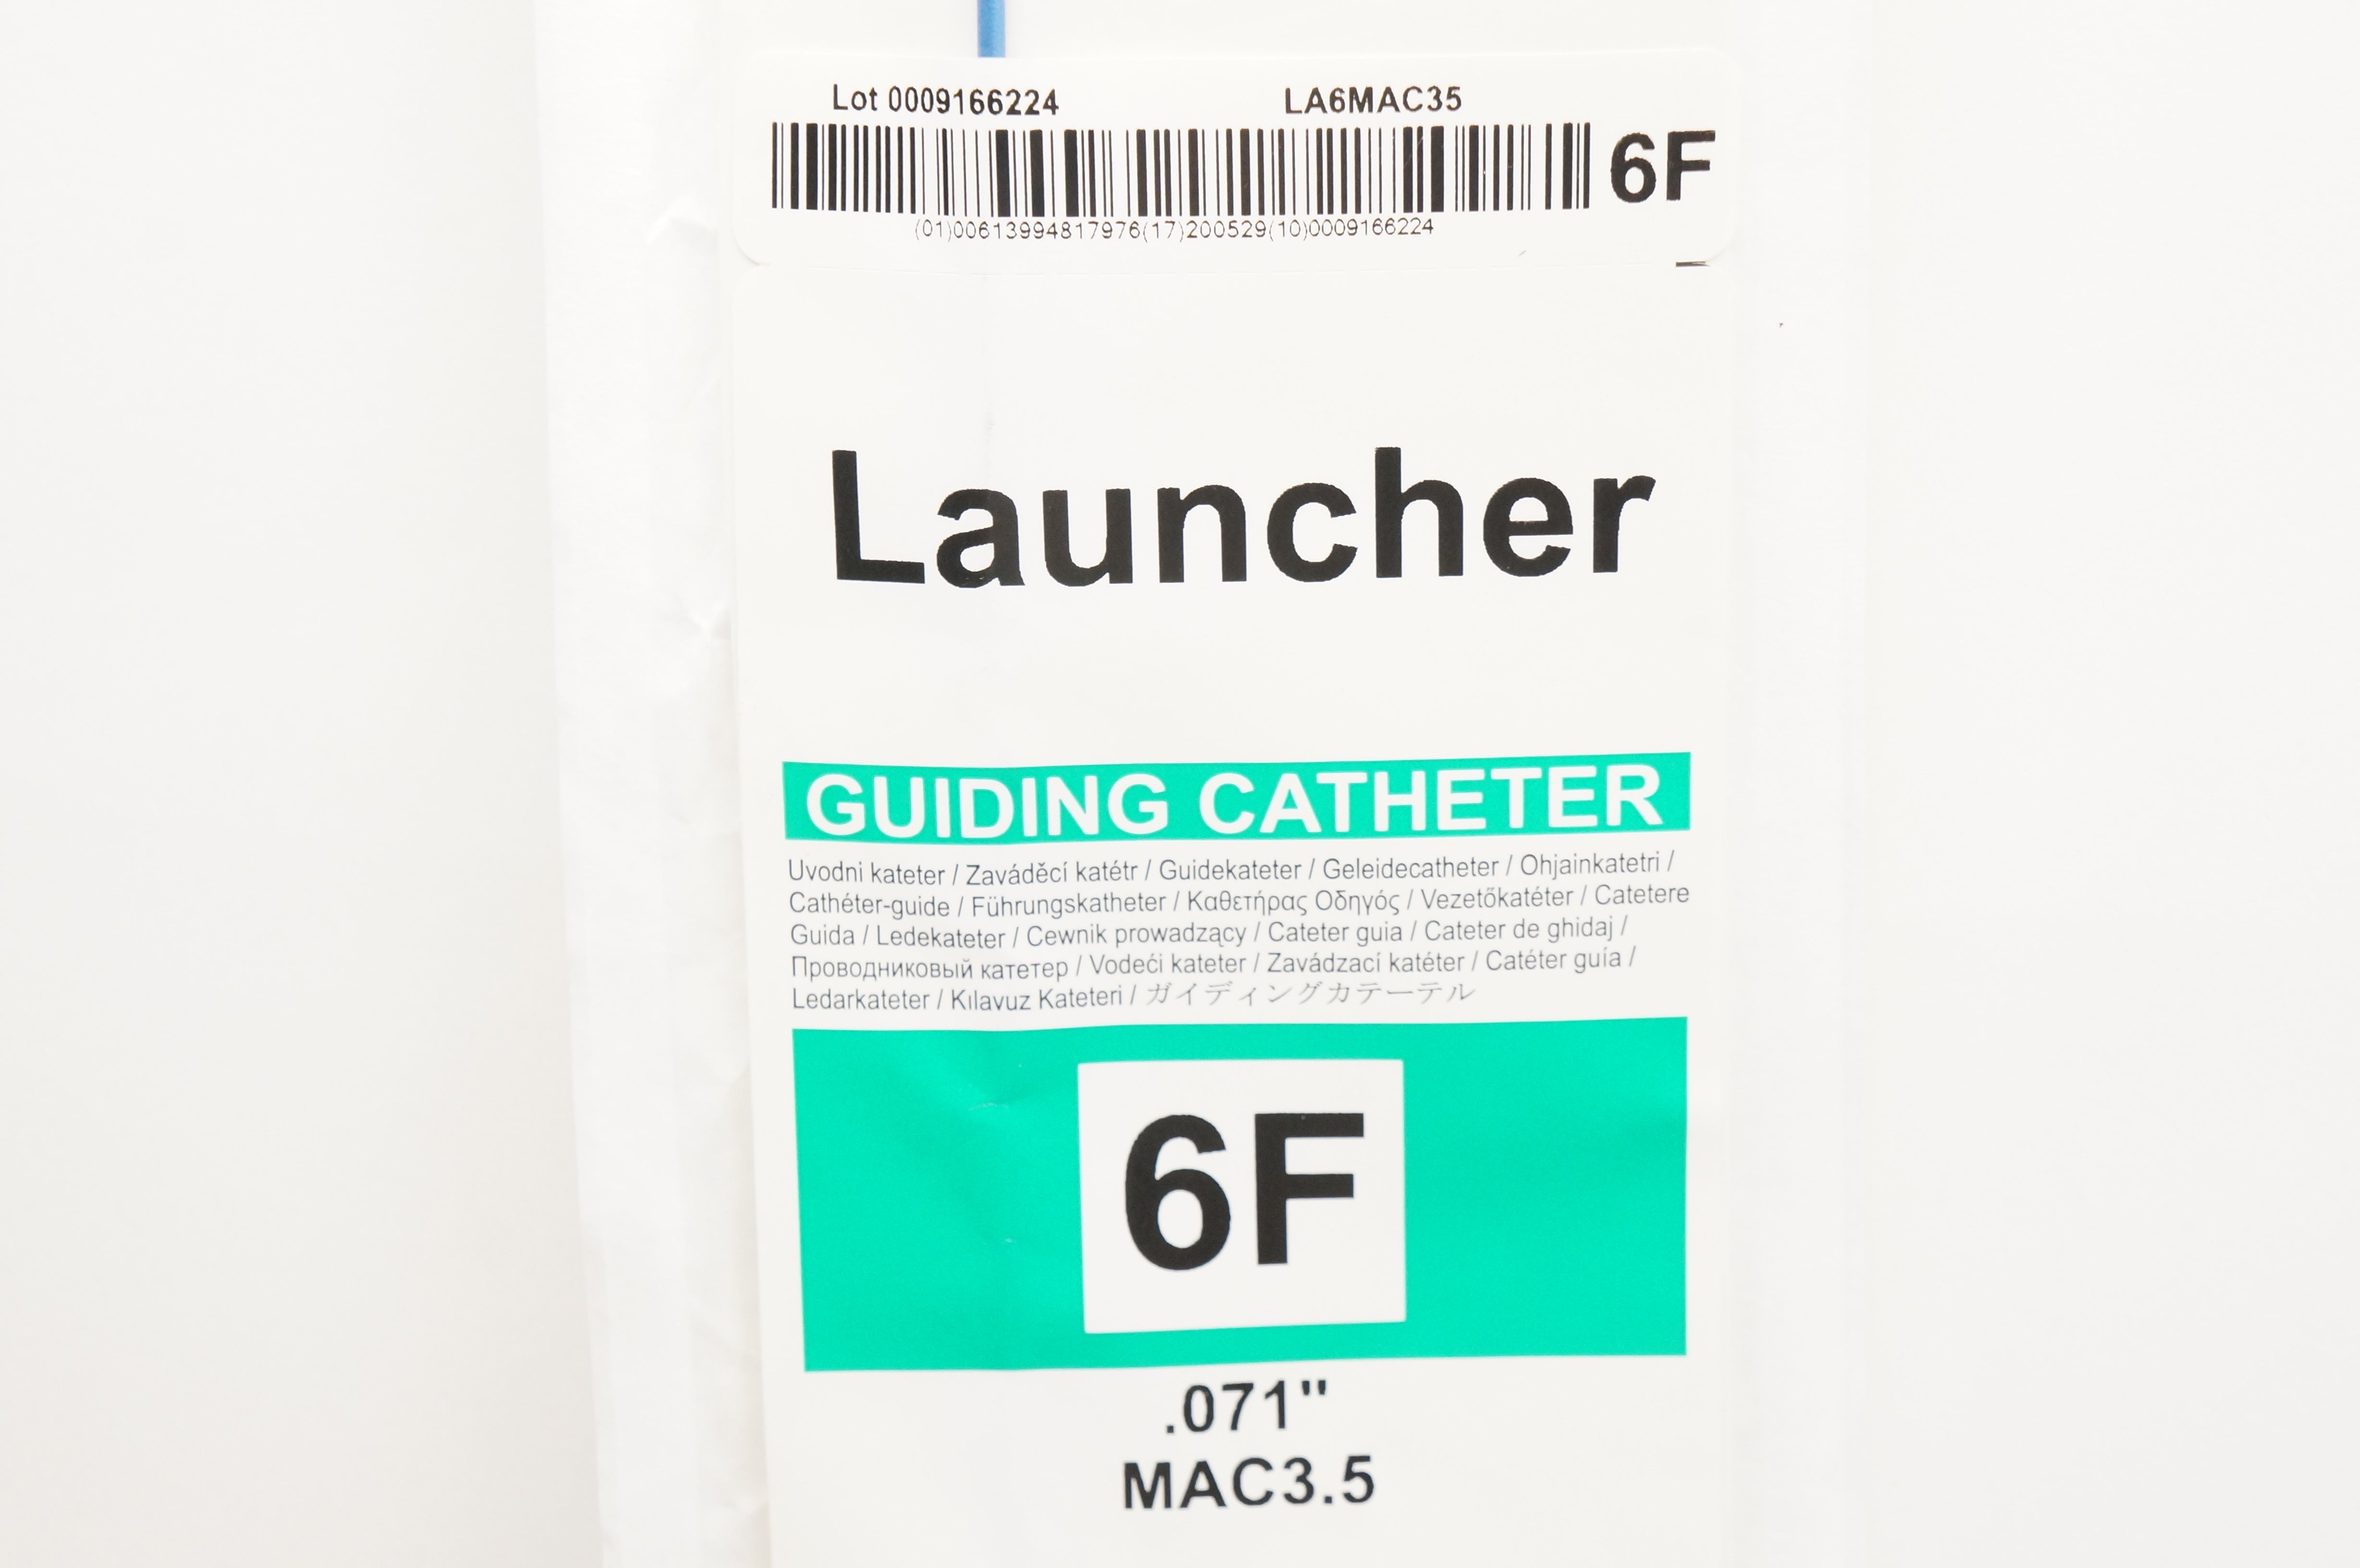 Lot 0009166224 LA6MAC35
6F
(01)00613994817976(17)200529(10)0009166224
Launcher
GUIDING CATHETER
Uvodni kateter / Zaváděcí katétr / Guidekateter / Geleidecatheter / Ohjainkatetri /
Cathéter-guide / Führungskatheter / Καθετήρας Οδηγός / Vezetőkatéter / Catetere
Guida / Ledekateter / Cewnik prowadzący / Cateter guia / Cateter de ghidaj /
Проводниковый катетер / Vodeći kateter / Zavádzací katéter / Catéter guía /
Ledarkateter / Kılavuz Kateteri / ガイディングカテーテル
6F
.071"
MAC3.5